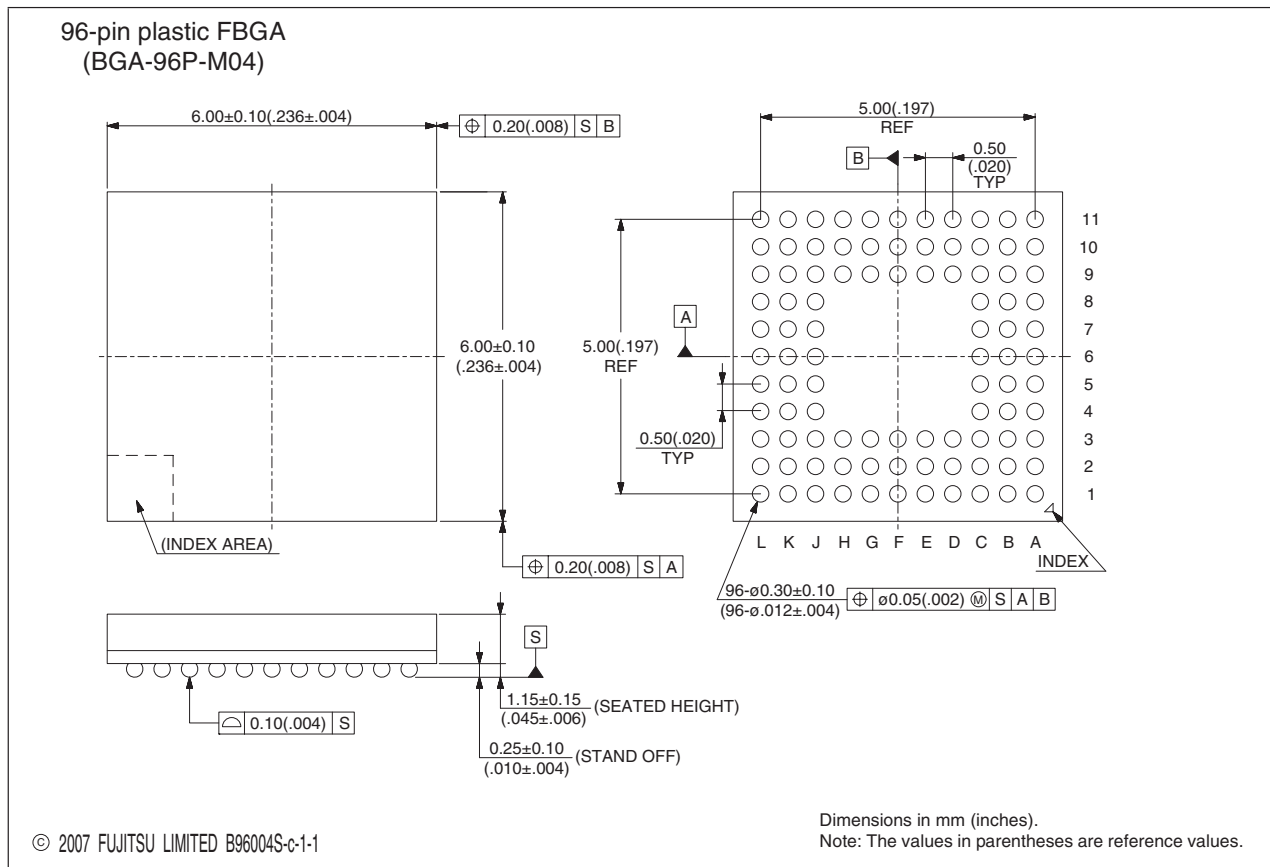 96-pin plastic FBGA
(BGA-96P-M04)
6.00±0.10(.236±.004)
⌖ 0.20(.008) S B
5.00(.197)
REF
B
0.50
(.020)
TYP
11
10
9
8
7
6
5
4
3
2
1
A
6.00±0.10
(.236±.004)
5.00(.197)
REF
0.50(.020)
TYP
(INDEX AREA)
L K J H G F E D C B A
INDEX
⌖ 0.20(.008) S A
96-ø0.30±0.10
(96-ø.012±.004)
⌖ ø0.05(.002) Ⓜ S A B
S
1.15±0.15
(.045±.006)
(SEATED HEIGHT)
⌓ 0.10(.004) S
0.25±0.10
(.010±.004)
(STAND OFF)
© 2007 FUJITSU LIMITED B96004S-c-1-1
Dimensions in mm (inches).
Note: The values in parentheses are reference values.